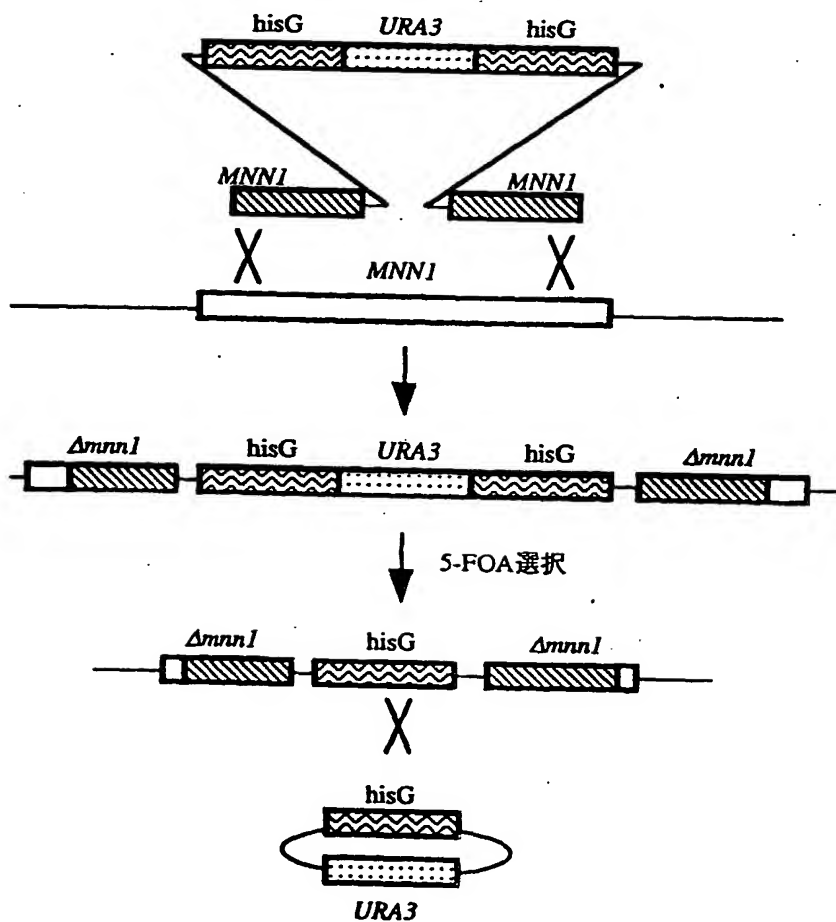 hisG URA3 hisG
MNN1 MNN1
MNN1
Δmnn1 hisG URA3 hisG Δmnn1
5-FOA選択
Δmnn1 hisG Δmnn1
hisG
URA3